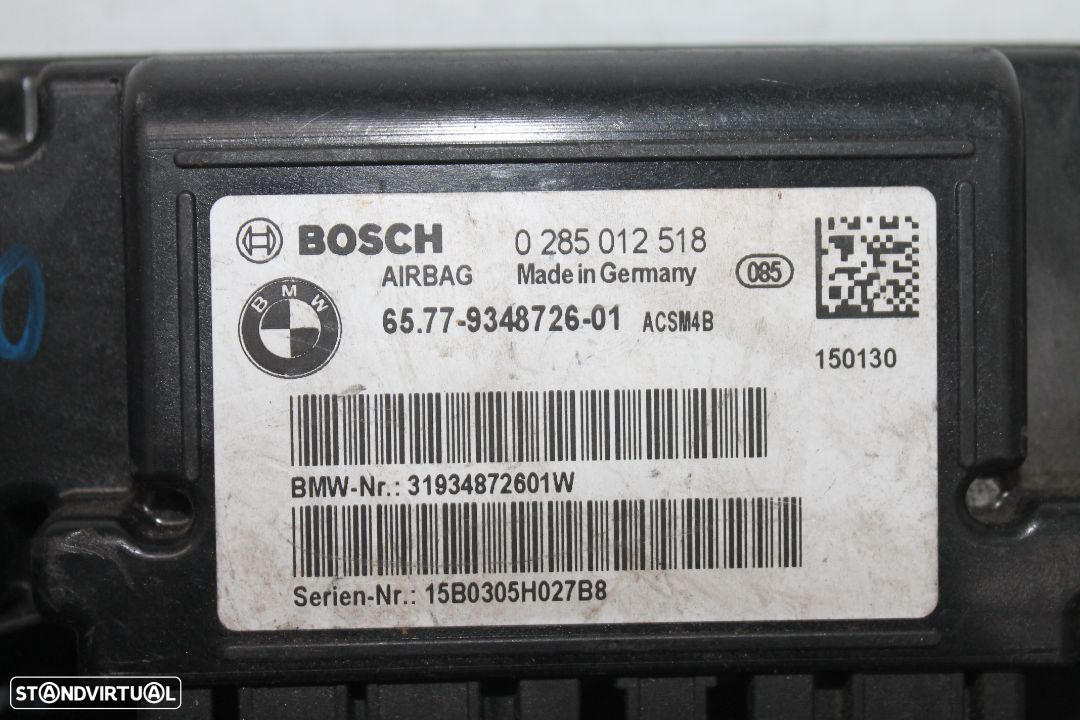 BOSCH 0 285 012 518
AIRBAG Made in Germany 085
BMW 65.77-9348726-01 ACSM4B
150130
BMW-Nr.: 31934872601W
Serien-Nr.: 15B0305H027B8
STANDVIRTUAL